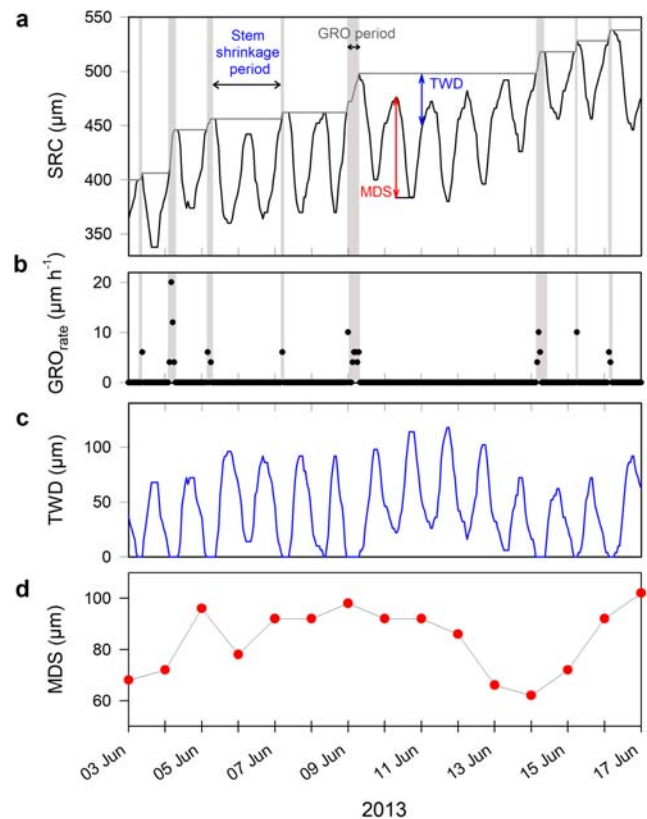 a
550
500
450
400
350
SRC (µm)
Stem
shrinkage
period
GRO period
TWD
MDS
b
20
10
0
GROrate (µm h⁻¹)
c
100
50
0
TWD (µm)
d
100
80
60
MDS (µm)
03 Jun
05 Jun
07 Jun
09 Jun
11 Jun
13 Jun
15 Jun
17 Jun
2013